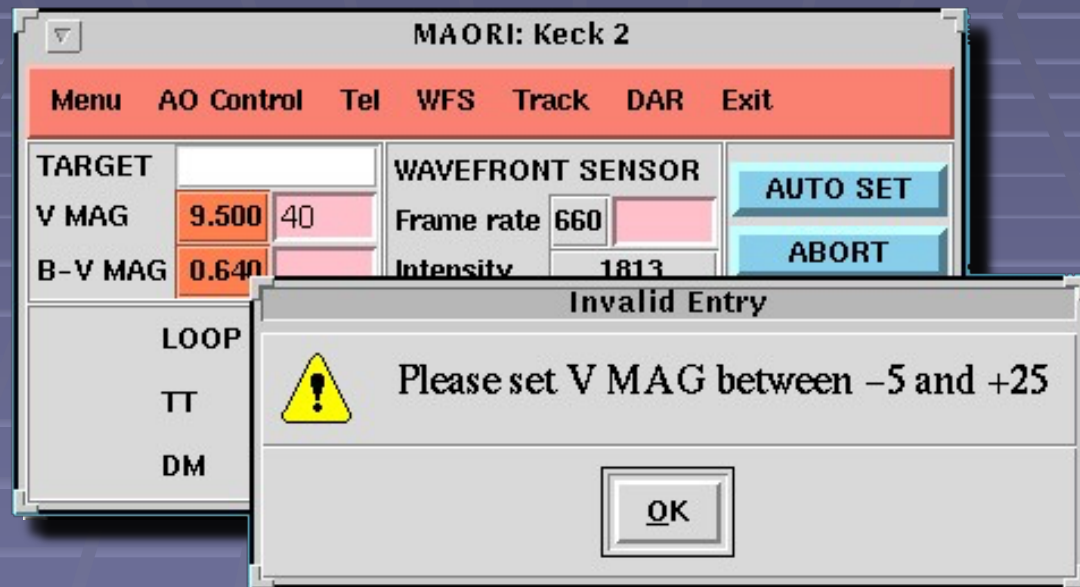 MAORI: Keck 2
Menu AO Control Tel WFS Track DAR Exit
TARGET
V MAG 9.500 40
B-V MAG 0.640
WAVEFRONT SENSOR
Frame rate 660
Intensity 1813
AUTO SET
ABORT
LOOP
TT
DM
Invalid Entry
Please set V MAG between -5 and +25
OK